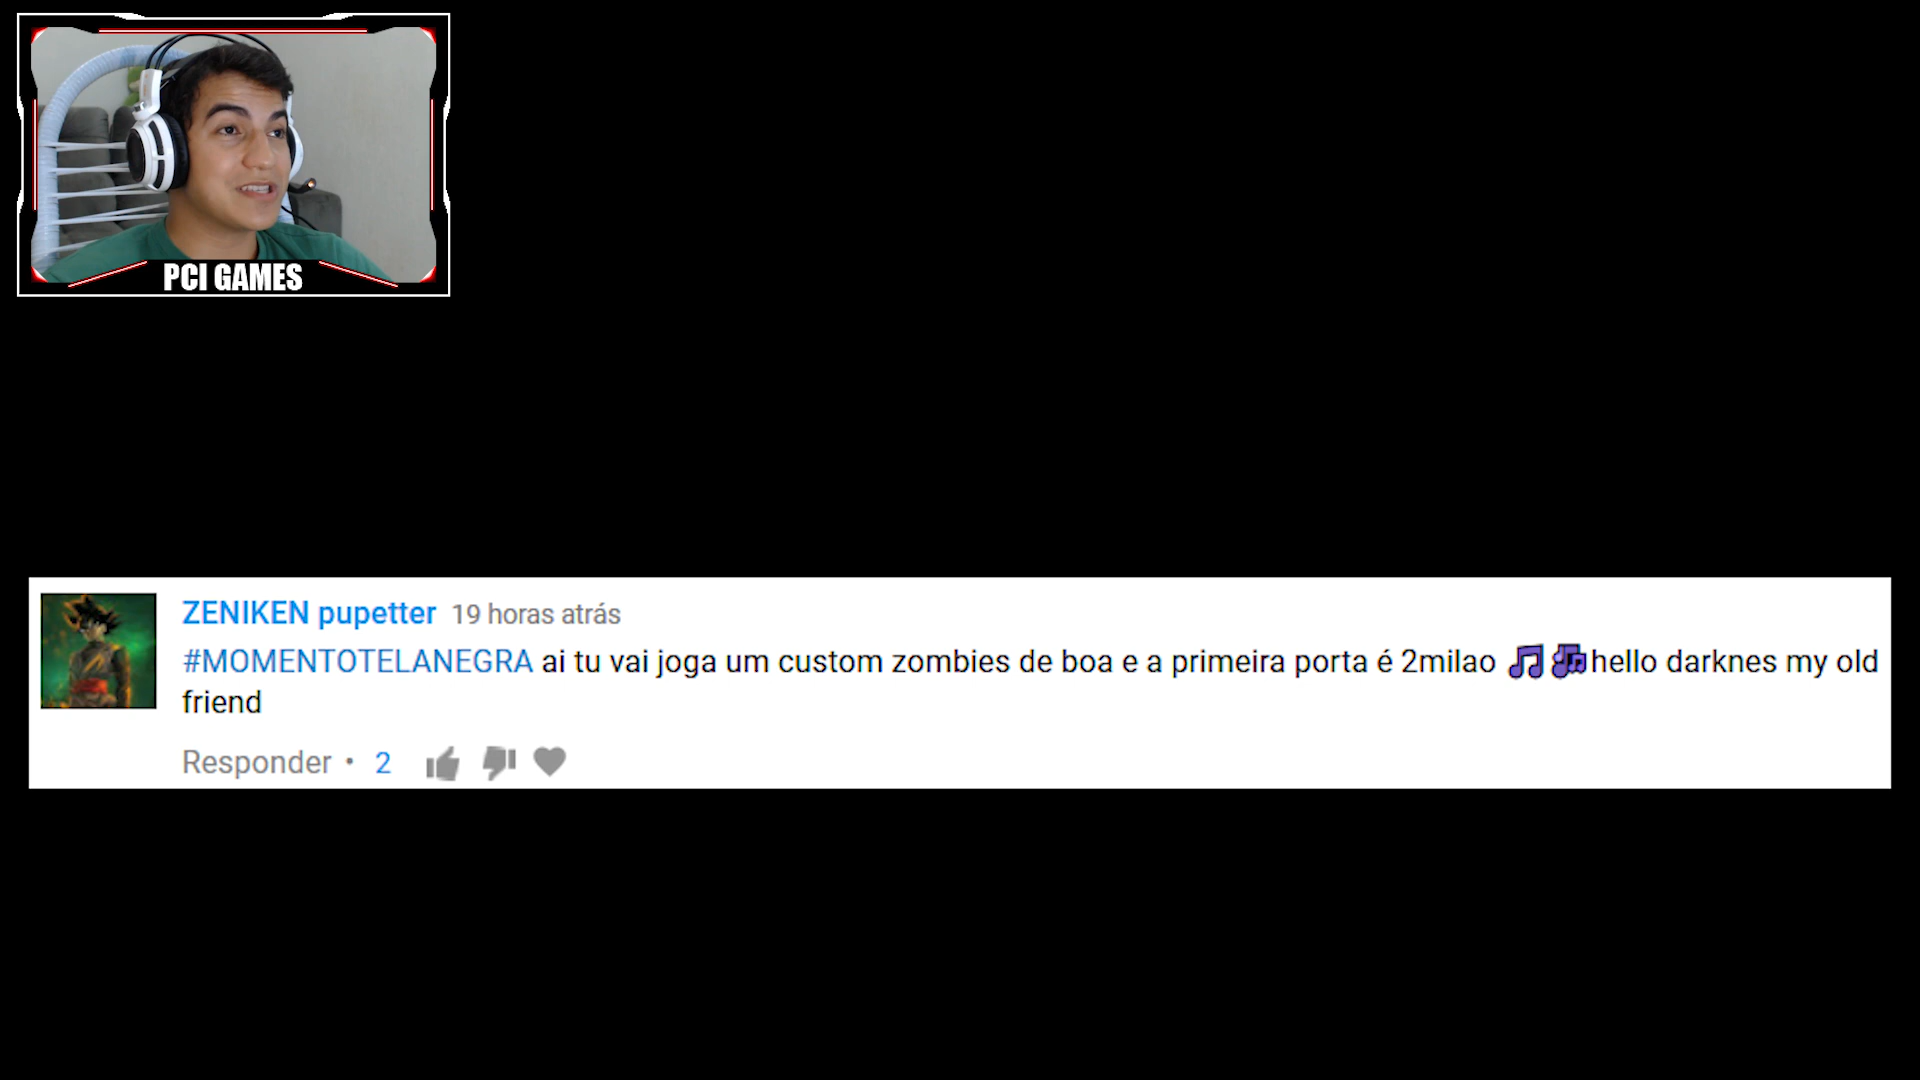 PCI GAMES
ZENIKEN pupetter 19 horas atrás
#MOMENTOTELANEGRA ai tu vai joga um custom zombies de boa e a primeira porta é 2milao 🎵🎶hello darknes my old
friend
Responder • 2